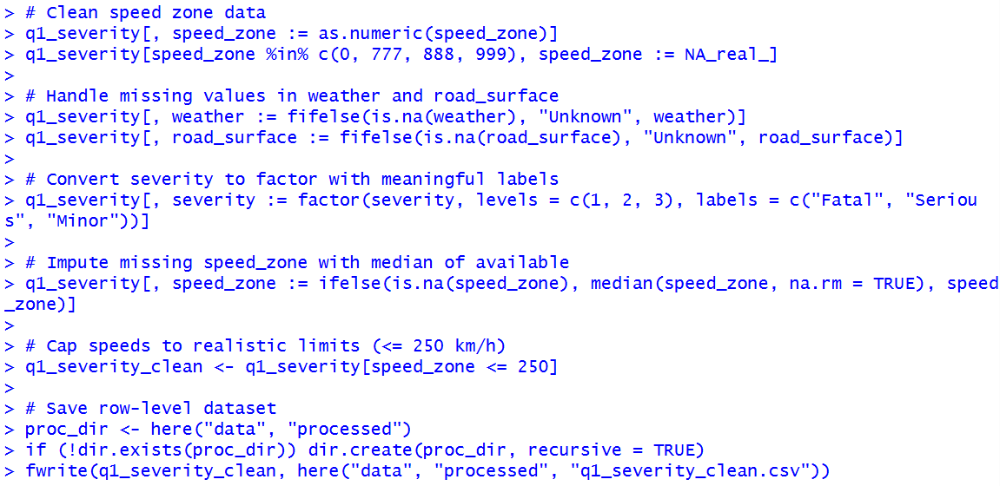 > # Clean speed zone data
> q1_severity[, speed_zone := as.numeric(speed_zone)]
> q1_severity[speed_zone %in% c(0, 777, 888, 999), speed_zone := NA_real_]
>
> # Handle missing values in weather and road_surface
> q1_severity[, weather := fifelse(is.na(weather), "Unknown", weather)]
> q1_severity[, road_surface := fifelse(is.na(road_surface), "Unknown", road_surface)]
>
> # Convert severity to factor with meaningful labels
> q1_severity[, severity := factor(severity, levels = c(1, 2, 3), labels = c("Fatal", "Seriou
s", "Minor"))]
>
> # Impute missing speed_zone with median of available
> q1_severity[, speed_zone := ifelse(is.na(speed_zone), median(speed_zone, na.rm = TRUE), speed
_zone)]
>
> # Cap speeds to realistic limits (<= 250 km/h)
> q1_severity_clean <- q1_severity[speed_zone <= 250]
>
> # Save row-level dataset
> proc_dir <- here("data", "processed")
> if (!dir.exists(proc_dir)) dir.create(proc_dir, recursive = TRUE)
> fwrite(q1_severity_clean, here("data", "processed", "q1_severity_clean.csv"))